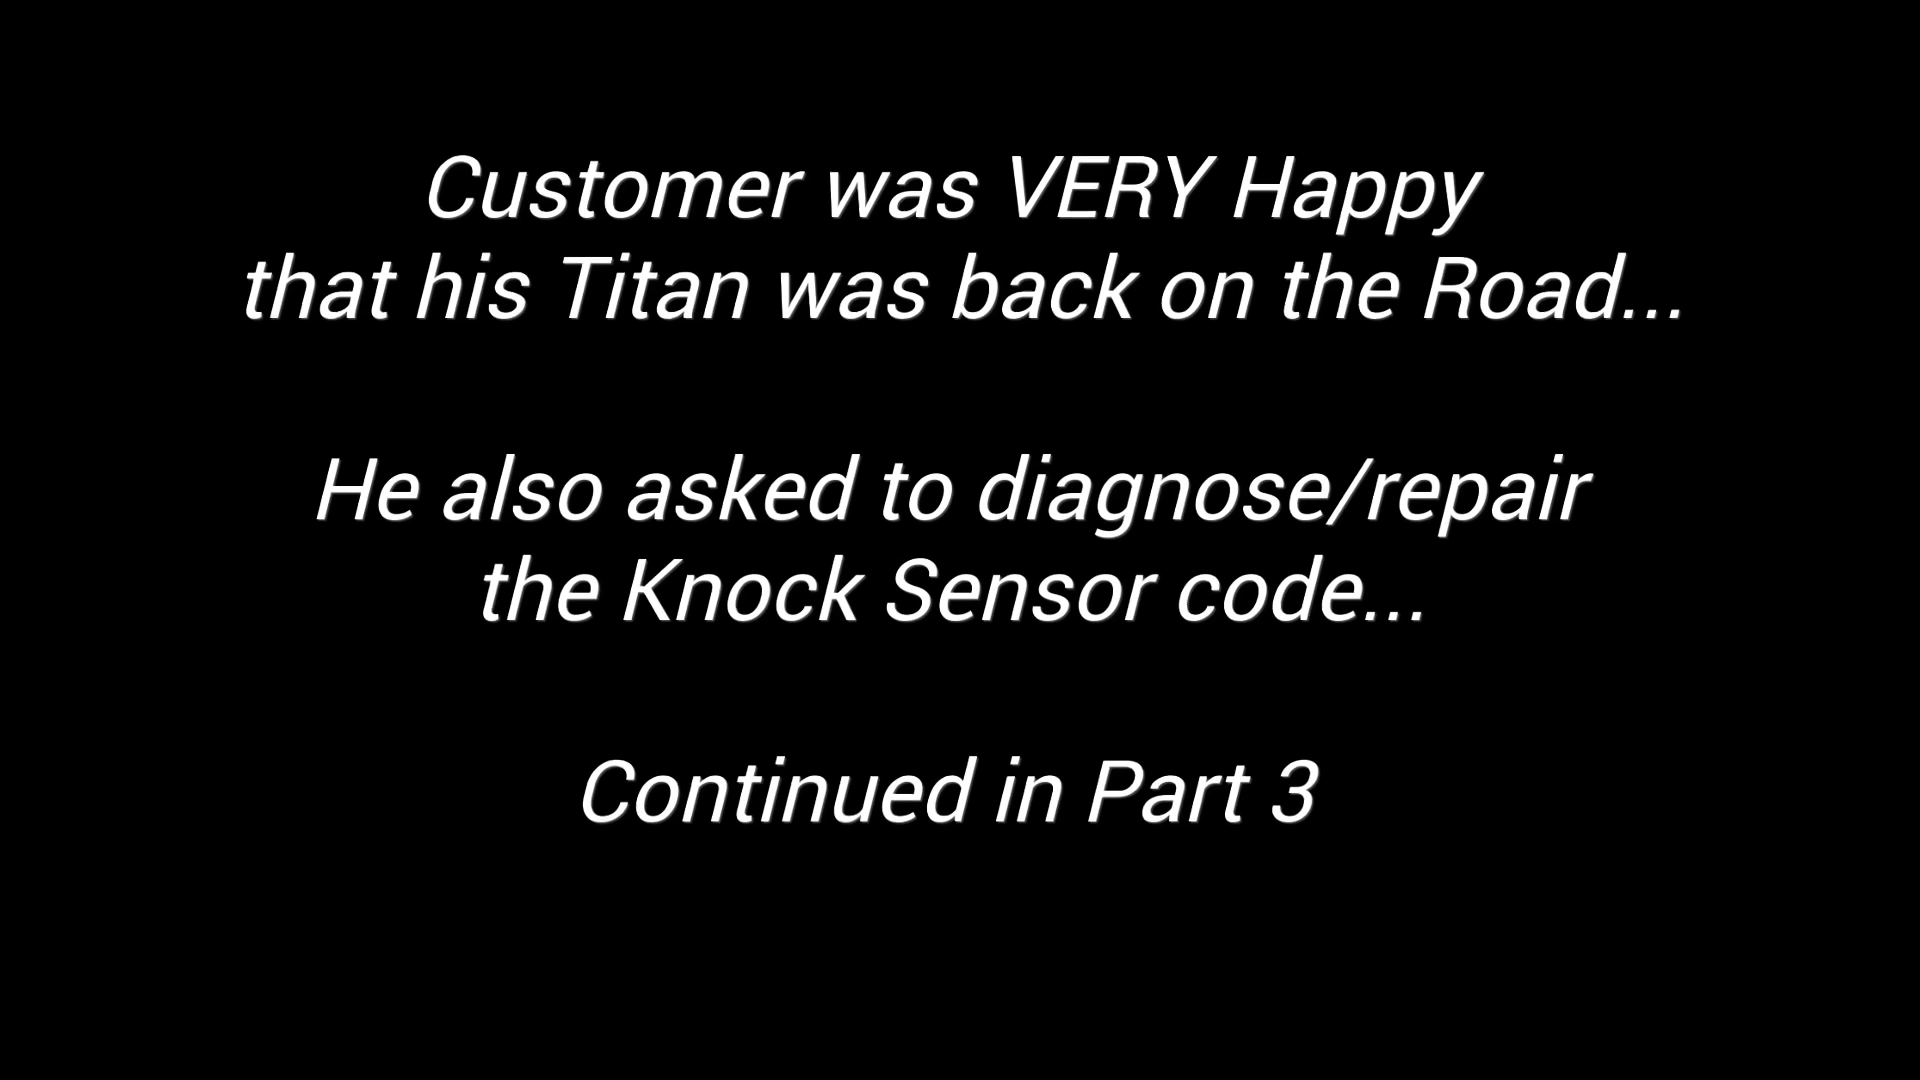 Customer was VERY Happy
that his Titan was back on the Road...
He also asked to diagnose/repair
the Knock Sensor code...
Continued in Part 3